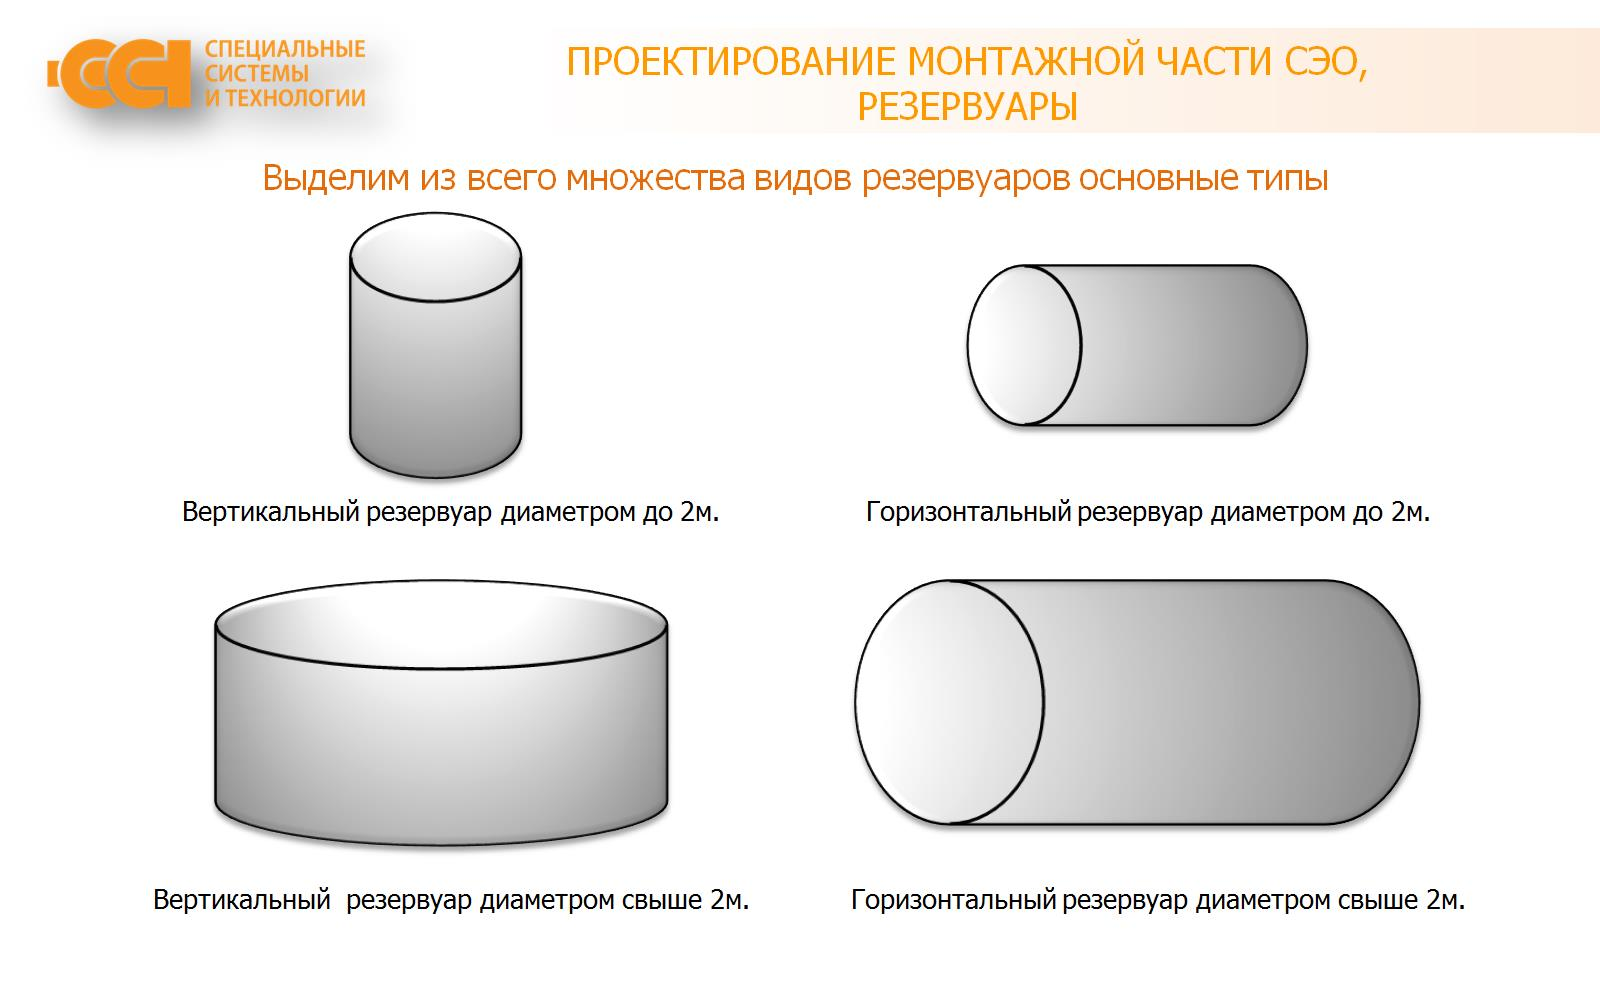 ССТ
СПЕЦИАЛЬНЫЕ
СИСТЕМЫ
И ТЕХНОЛОГИИ
ПРОЕКТИРОВАНИЕ МОНТАЖНОЙ ЧАСТИ СЭО,
РЕЗЕРВУАРЫ
Выделим из всего множества видов резервуаров основные типы
Вертикальный резервуар диаметром до 2м.
Горизонтальный резервуар диаметром до 2м.
Вертикальный резервуар диаметром свыше 2м.
Горизонтальный резервуар диаметром свыше 2м.